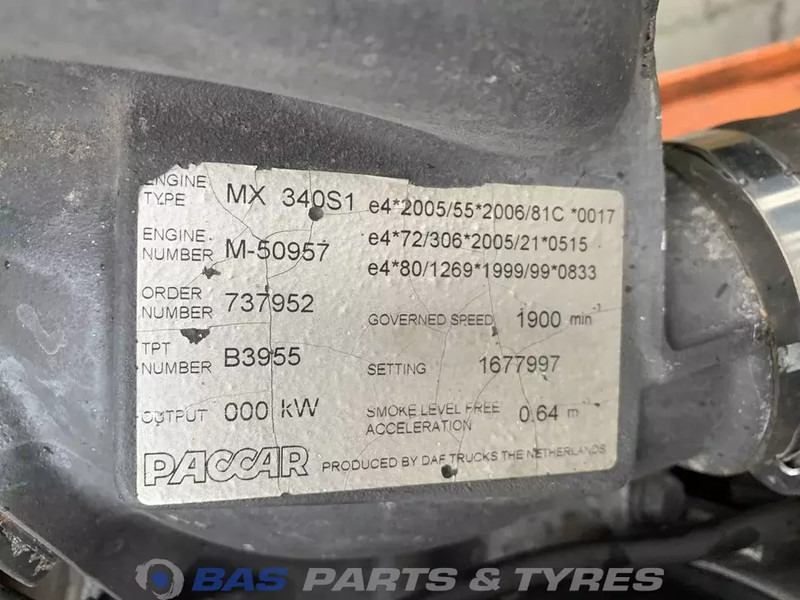 ENGINE TYPE MX 340S1 e4*2005/55*2006/81C *0017
ENGINE NUMBER M-50957 e4*72/306*2005/21*0515
e4*80/1269*1999/99*0833
ORDER NUMBER 737952 GOVERNED SPEED 1900 min⁻¹
TPT NUMBER B3955 SETTING 1677997
OUTPUT 000 kW SMOKE LEVEL FREE ACCELERATION 0.64 m⁻¹
PACCAR PRODUCED BY DAF TRUCKS THE NETHERLANDS
BAS PARTS & TYRES